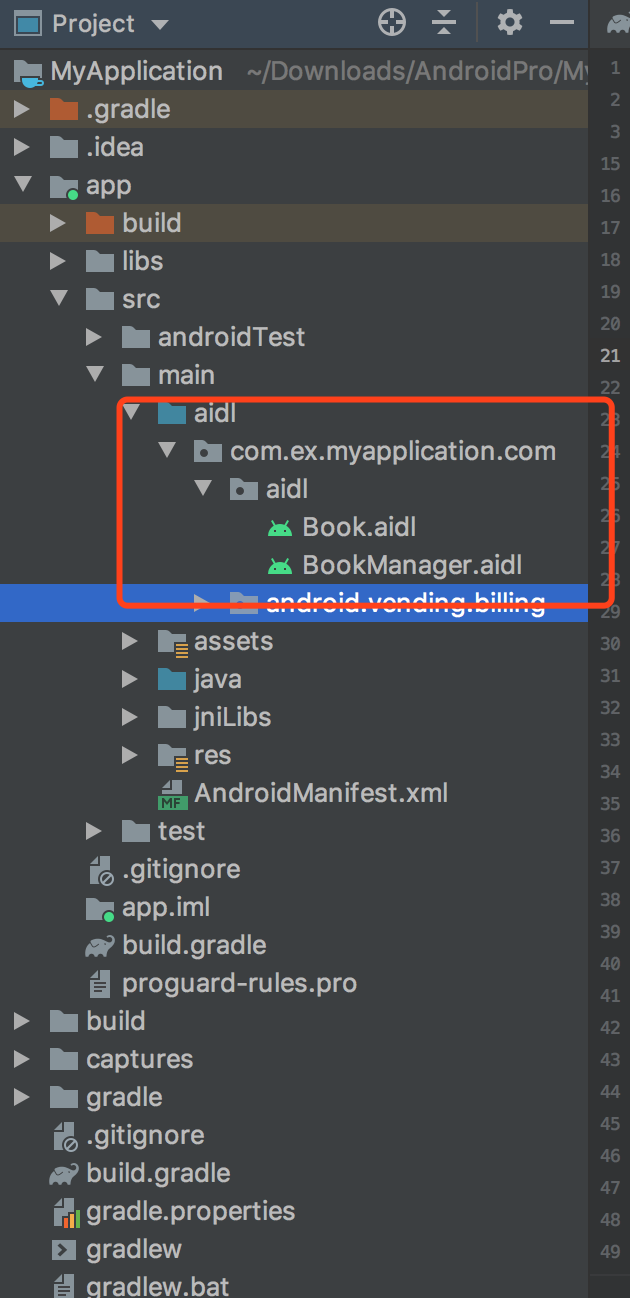 Project
MyApplication ~/Downloads/AndroidPro/My
1
.gradle
2
3
.idea
15
app
16
build
17
libs
18
src
19
20
androidTest
21
main
22
aidl
23
com.ex.myapplication.com
24
aidl
25
Book.aidl
26
27
BookManager.aidl
28
android.vending.billing
29
assets
30
java
31
jniLibs
32
33
res
34
AndroidManifest.xml
35
test
36
.gitignore
37
app.iml
38
39
build.gradle
40
proguard-rules.pro
41
build
42
captures
43
gradle
44
.gitignore
45
46
build.gradle
47
gradle.properties
48
gradlew
49
gradlew.bat
MF